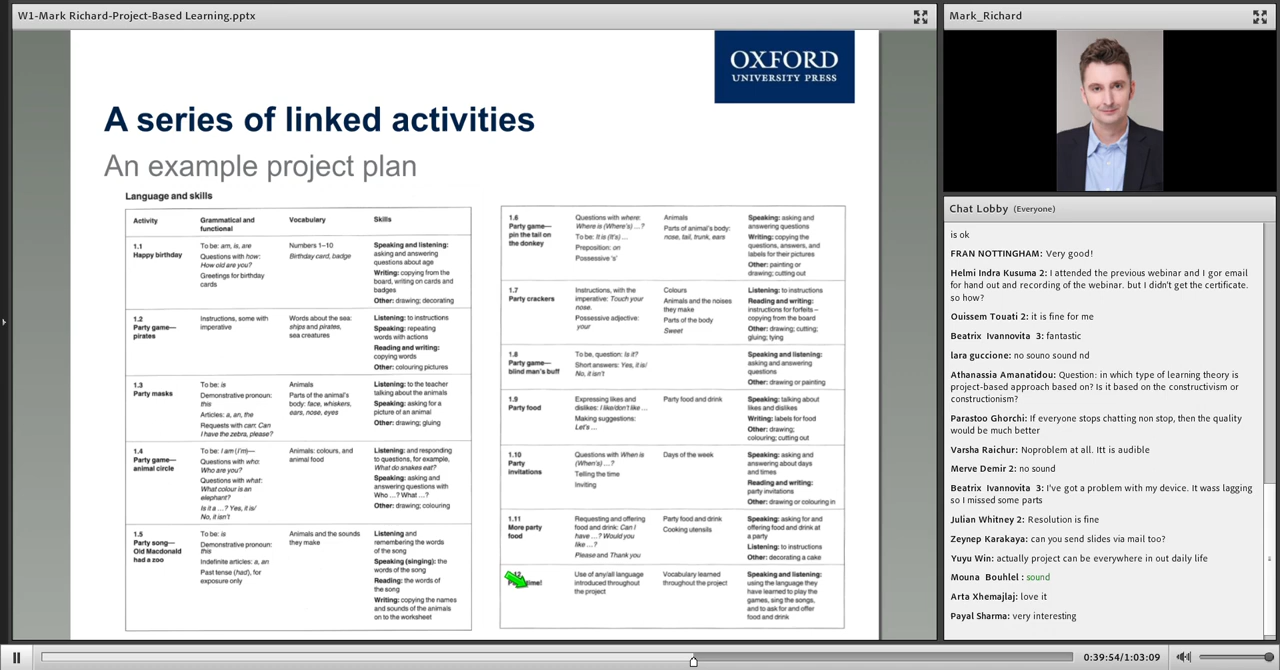 W1-Mark Richard-Project-Based Learning.pptx
OXFORD
UNIVERSITY PRESS
A series of linked activities
An example project plan
Language and skills
Activity
Grammatical and
functional
Vocabulary
Skills
1.1
Happy birthday
To be: am, is, are
Questions with how:
How old are you?
Greetings for birthday
cards
Numbers 1–10
Birthday card, badge
Speaking and listening:
asking and answering
questions about age
Writing: copying from the
board, writing on cards and
badges
Other: drawing; decorating
1.2
Party game—
pirates
Instructions, some with
imperative
Words about the sea:
ships and pirates,
sea creatures
Listening: to instructions
Speaking: repeating
words with actions
Reading and writing:
copying words
Other: colouring pictures
1.3
Party masks
To be: is
Demonstrative pronoun:
this
Articles: a, an, the
Requests with can: Can
I have the zebra, please?
Animals
Parts of the animal's
body: face, whiskers,
ears, nose, eyes
Listening: to the teacher
talking about the animals
Speaking: asking for a
picture of an animal
Other: drawing; gluing
1.4
Party game—
animal circle
To be: I am (I'm)—
Questions with who:
Who are you?
Questions with what:
What colour is an
elephant?
Is it a ...? Yes, it is/
No, it isn't
Animals: colours, and
animal food
Listening: and responding
to questions, for example,
What do snakes eat?
Speaking: asking and
answering questions with
Who ...? What ...?
Other: drawing; colouring
1.5
Party song—
Old Macdonald
had a zoo
To be: is
Demonstrative pronoun:
this
Indefinite articles: a, an
Past tense (had), for
exposure only
Animals and the sounds
they make
Listening and
remembering the words
of the song
Speaking (singing): the
words of the song
Reading: the words of
the song
Writing: copying the names
and sounds of the animals
on to the worksheet
1.6
Party game—
pin the tail on
the donkey
Questions with where:
Where is (Where's) ...?
To be: It is (It's) ...
Preposition: on
Possessive 's'
Animals
Parts of animal's body:
nose, tail, trunk, ears
Speaking: asking and
answering questions
Writing: copying the
questions, answers, and
labels for their pictures
Other: painting or
drawing; cutting out
1.7
Party crackers
Instructions, with the
imperative: Touch your
nose.
Possessive adjective:
your
Colours
Animals and the noises
they make
Parts of the body
Sweet
Listening: to instructions
Reading and writing:
instructions for forfeits –
copying from the board
Other: drawing; cutting;
gluing; tying
1.8
Party game—
blind man's buff
To be, question: Is it?
Short answers: Yes, it is/
No, it isn't
Speaking and listening:
asking and answering
questions
Other: drawing or painting
1.9
Party food
Expressing likes and
dislikes: I like/don't like ...
Making suggestions:
Let's ...
Party food and drink
Speaking: talking about
likes and dislikes
Writing: labels for food
Other: drawing;
colouring; cutting out
1.10
Party
invitations
Questions with When is
(When's) ...?
Telling the time
Inviting
Days of the week
Speaking: asking and
answering about days
and times
Reading and writing:
party invitations
Other: drawing or colouring in
1.11
More party
food
Requesting and offering
food and drink: Can I
have ...? Would you
like ...?
Please and Thank you
Party food and drink
Cooking utensils
Speaking: asking for and
offering food and drink at
a party
Listening: to instructions
Other: decorating a cake
time!
Use of any/all language
introduced throughout
the project
Vocabulary learned
throughout the project
Speaking and listening:
using the language they
have learned to play the
games, sing the songs,
and to ask for and offer
food and drink
Mark_Richard
Chat Lobby (Everyone)
is ok
FRAN NOTTINGHAM: Very good!
Helmi Indra Kusuma 2: I attended the previous webinar and I gor email
for hand out and recording of the webinar. but I didn't get the certificate.
so how?
Ouissem Touati 2: it is fine for me
Beatrix Ivannovita 3: fantastic
lara guccione: no souno sound nd
Athanassia Amanatidou: Question: in which type of learning theory is
project-based approach based on? Is it based on the constructivism or
constructionism?
Parastoo Ghorchi: If everyone stops chatting non stop, then the quality
would be much better
Varsha Raichur: Noproblem at all. Itt is audible
Merve Demir 2: no sound
Beatrix Ivannovita 3: I've got a problem with my device. It wass lagging
so I missed some parts
Julian Whitney 2: Resolution is fine
Zeynep Karakaya: can you send slides via mail too?
Yuyu Win: actually project can be everywhere in out daily life
Mouna Bouhlel : sound
Arta Xhemajlaj: love it
Payal Sharma: very interesting
0:39:54/1:03:09